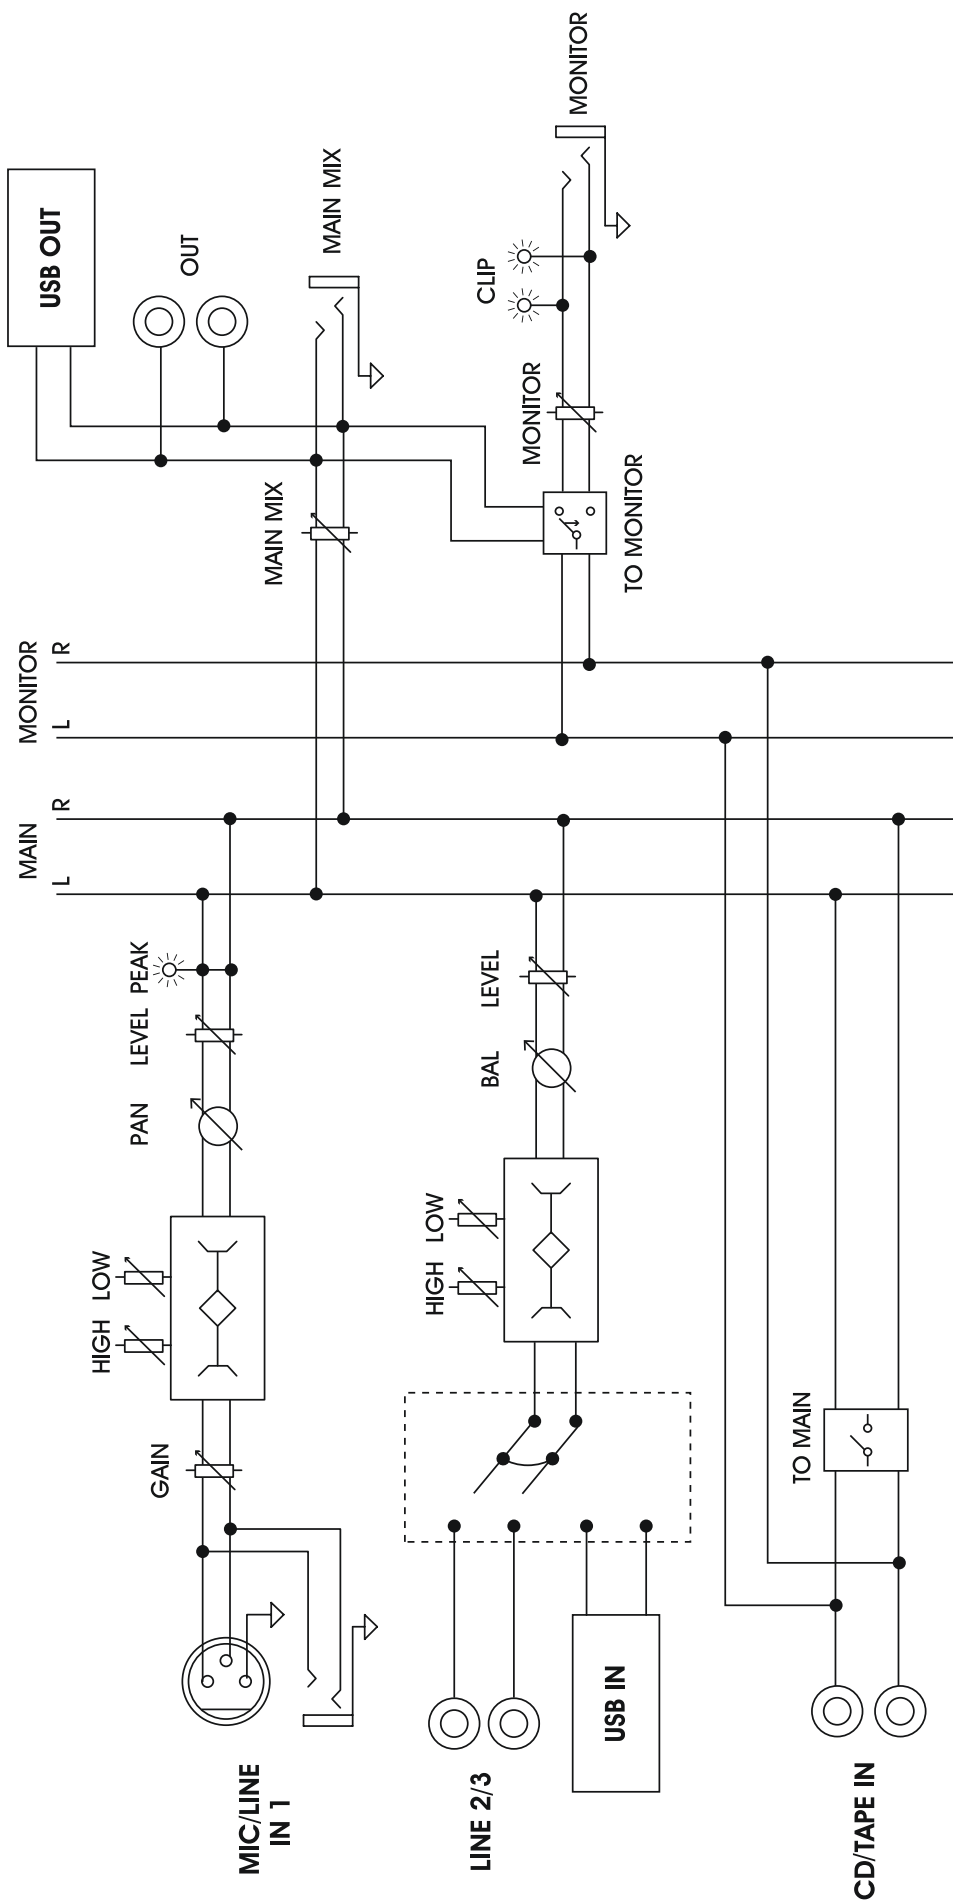 MIC/LINE
IN 1
GAIN
HIGH
LOW
PAN
LEVEL
PEAK
LINE 2/3
USB IN
HIGH
LOW
BAL
LEVEL
CD/TAPE IN
TO MAIN
MAIN
L
R
MONITOR
L
R
MAIN MIX
USB OUT
OUT
MAIN MIX
TO MONITOR
MONITOR
CLIP
MONITOR